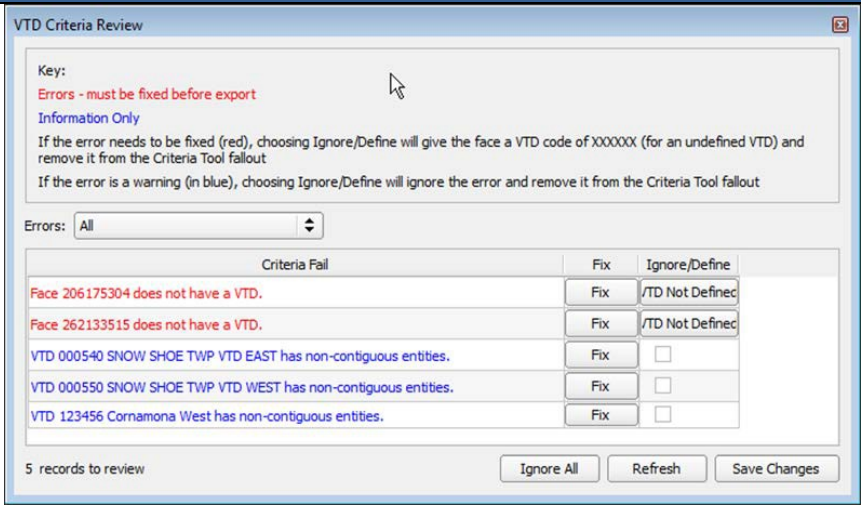 VTD Criteria Review
Key:
Errors - must be fixed before export
Information Only
If the error needs to be fixed (red), choosing Ignore/Define will give the face a VTD code of XXXXXX (for an undefined VTD) and
remove it from the Criteria Tool fallout
If the error is a warning (in blue), choosing Ignore/Define will ignore the error and remove it from the Criteria Tool fallout
Errors: All
Criteria Fail Fix Ignore/Define
Face 206175304 does not have a VTD. Fix /TD Not Defined
Face 262133515 does not have a VTD. Fix /TD Not Defined
VTD 000540 SNOW SHOE TWP VTD EAST has non-contiguous entities. Fix
VTD 000550 SNOW SHOE TWP VTD WEST has non-contiguous entities. Fix
VTD 123456 Cornamona West has non-contiguous entities. Fix
5 records to review Ignore All Refresh Save Changes